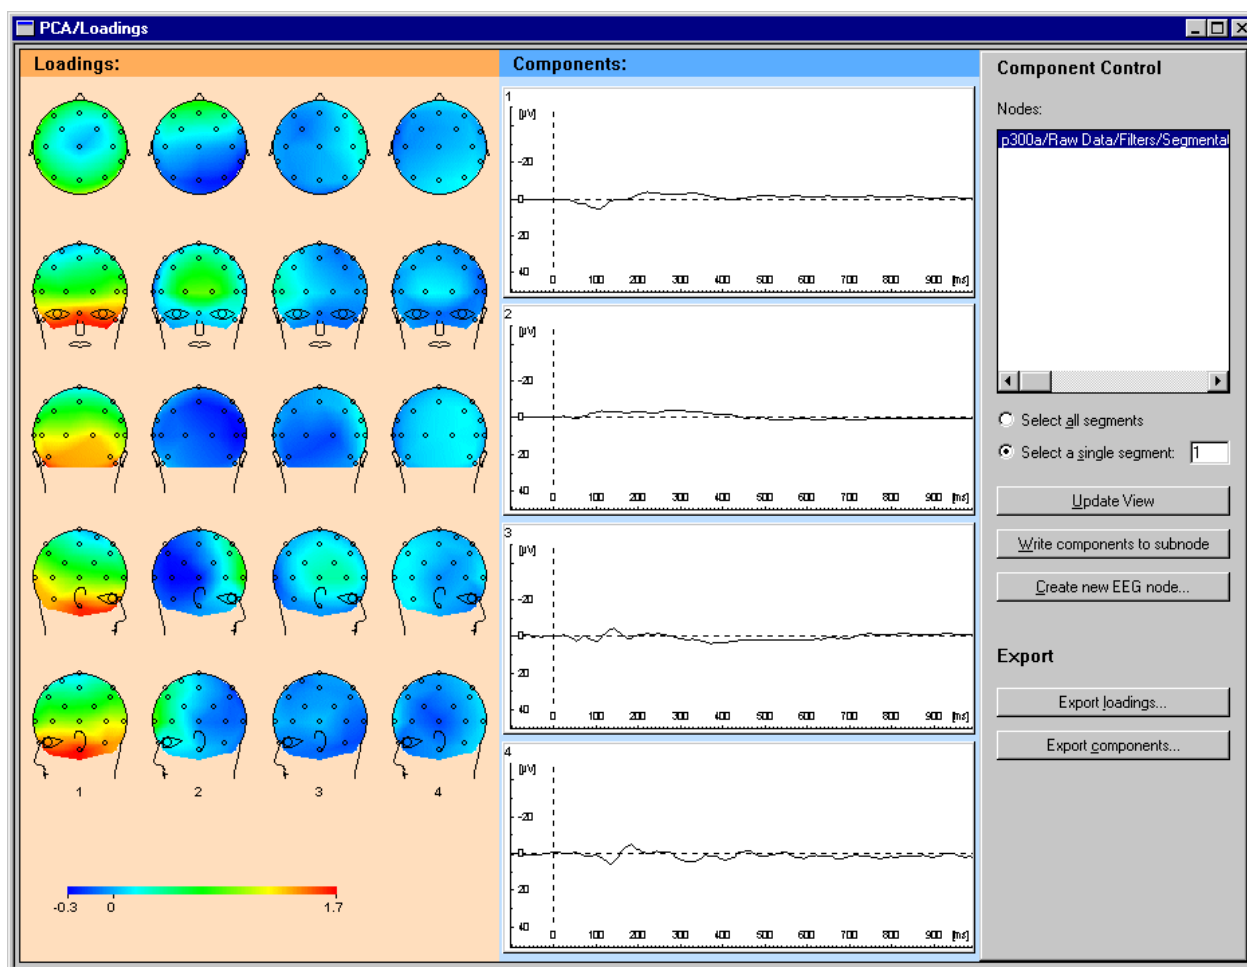 PCA/Loadings
Loadings:
1 2 3 4
-0.3 0 1.7
Components:
1
[µV]
-20
0
20
40
0 100 200 300 400 500 600 700 800 900 [ms]
2
[µV]
-20
0
20
40
0 100 200 300 400 500 600 700 800 900 [ms]
3
[µV]
-20
0
20
40
0 100 200 300 400 500 600 700 800 900 [ms]
4
[µV]
-20
0
20
40
0 100 200 300 400 500 600 700 800 900 [ms]
Component Control
Nodes:
p300a/Raw Data/Filters/Segmentat
Select all segments
Select a single segment: 1
Update View
Write components to subnode
Create new EEG node...
Export
Export loadings...
Export components...